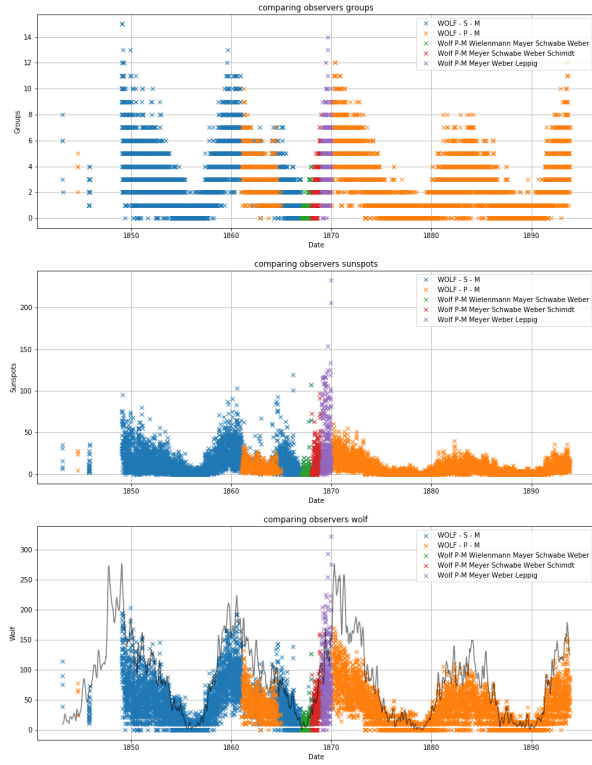 comparing observers groups
14
12
10
8
6
4
2
0
Groups
WOLF - S - M
WOLF - P - M
Wolf P-M Wielenmann Mayer Schwabe Weber
Wolf P-M Meyer Schwabe Weber Schimdt
Wolf P-M Meyer Weber Leppig
1850 1860 1870 1880 1890
Date
comparing observers sunspots
200
150
100
50
0
Sunspots
WOLF - S - M
WOLF - P - M
Wolf P-M Wielenmann Mayer Schwabe Weber
Wolf P-M Meyer Schwabe Weber Schimdt
Wolf P-M Meyer Weber Leppig
1850 1860 1870 1880 1890
Date
comparing observers wolf
300
250
200
150
100
50
0
Wolf
WOLF - S - M
WOLF - P - M
Wolf P-M Wielenmann Mayer Schwabe Weber
Wolf P-M Meyer Schwabe Weber Schimdt
Wolf P-M Meyer Weber Leppig
1850 1860 1870 1880 1890
Date